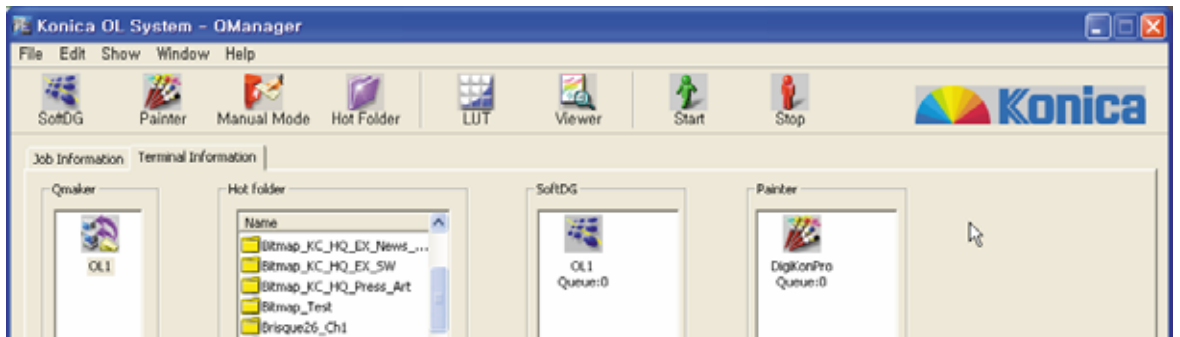 Konica OL System - QManager
File Edit Show Window Help
SoftDG Painter Manual Mode Hot Folder LUT Viewer Start Stop Konica
Job Information Terminal Information
Qmaker Hot folder SoftDG Painter
Name
Bitmap_KC_HQ_EX_News_...
Bitmap_KC_HQ_EX_SW
Bitmap_KC_HQ_Press_Art
Bitmap_Test
Brisque26_Ch1
OL1
OL1
Queue:0
DigiKonPro
Queue:0